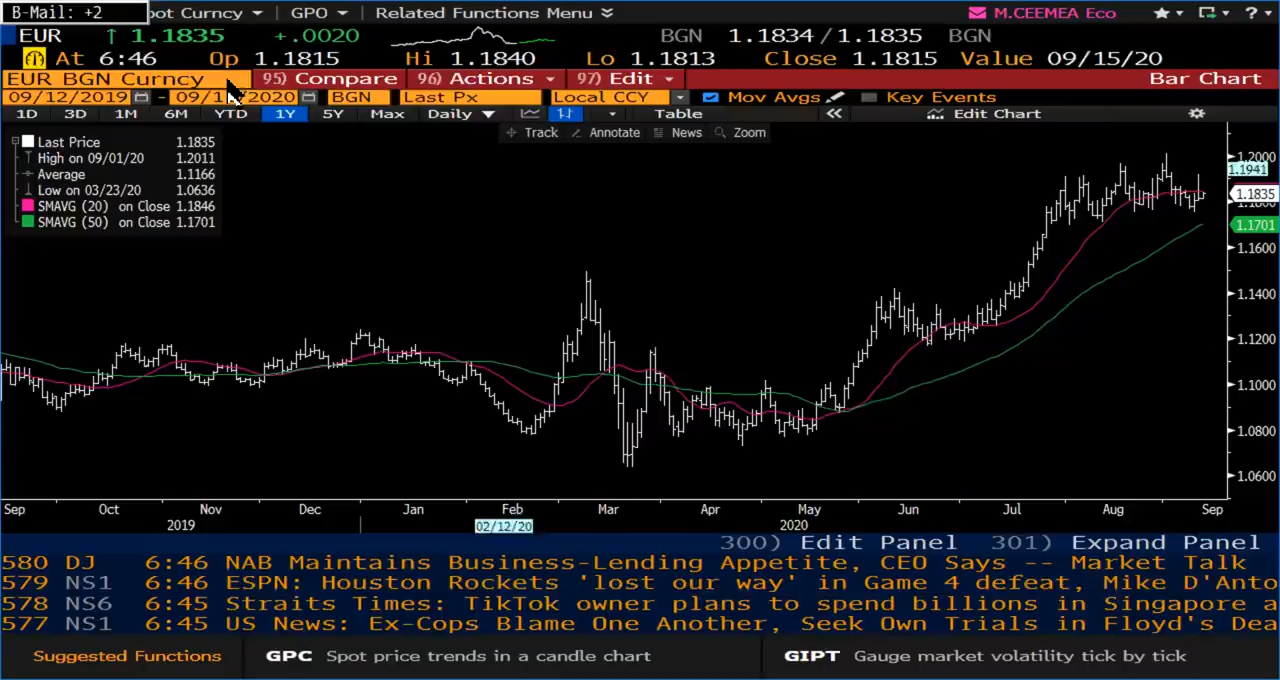 B-Mail: +2
pot Curncy GPO Related Functions Menu M.CEEMEA Eco ?
EUR ↑ 1.1835 +.0020 BGN 1.1834 / 1.1835 BGN
At 6:46 Op 1.1815 Hi 1.1840 Lo 1.1813 Close 1.1815 Value 09/15/20
EUR BGN Curncy 95) Compare 96) Actions 97) Edit Bar Chart
09/12/2019 - 2020 BGN Last Px Local CCY Mov Avgs Key Events
1D 3D 1M 6M YTD 1Y 5Y Max Daily ▼ Table « Edit Chart
Track Annotate News Zoom
Last Price 1.1835
High on 09/01/20 1.2011
Average 1.1166
Low on 03/23/20 1.0636
SMAVG (20) on Close 1.1846
SMAVG (50) on Close 1.1701
1.2000
1.1941
1.1835
1.1701
1.1600
1.1400
1.1200
1.1000
1.0800
1.0600
Sep Oct Nov Dec Jan Feb Mar Apr May Jun Jul Aug Sep
2019 02/12/20 2020
300) Edit Panel 301) Expand Panel
580 DJ 6:46 NAB Maintains Business-Lending Appetite, CEO Says -- Market Talk
579 NS1 6:46 ESPN: Houston Rockets 'lost our way' in Game 4 defeat, Mike D'Anto
578 NS6 6:45 Straits Times: TikTok owner plans to spend billions in Singapore a
577 NS1 6:45 US News: Ex-Cops Blame One Another, Seek Own Trials in Floyd's Dea
Suggested Functions GPC Spot price trends in a candle chart GIPT Gauge market volatility tick by tick